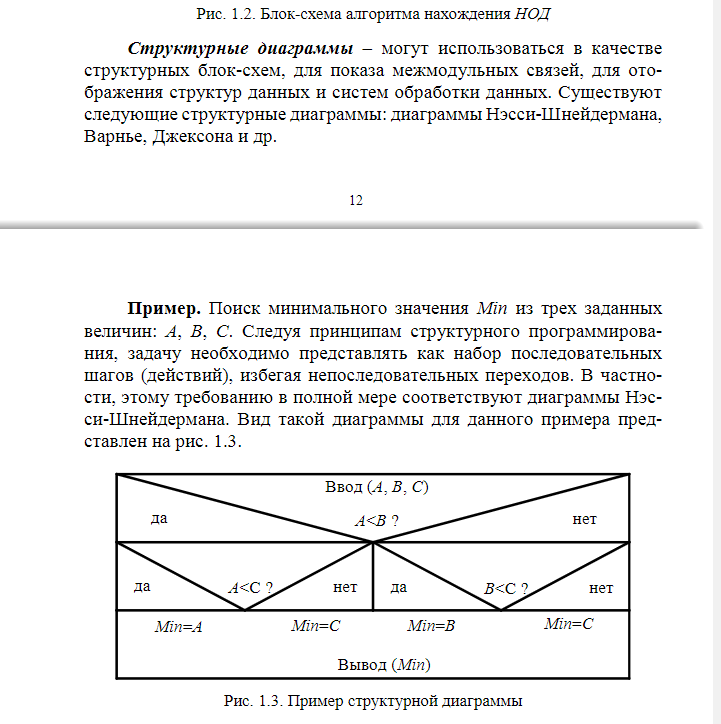 Рис. 1.2. Блок-схема алгоритма нахождения НОД
Структурные диаграммы – могут использоваться в качестве
структурных блок-схем, для показа межмодульных связей, для ото-
бражения структур данных и систем обработки данных. Существуют
следующие структурные диаграммы: диаграммы Нэсси-Шнейдермана,
Варнье, Джексона и др.
12
Пример. Поиск минимального значения Min из трех заданных
величин: A, B, C. Следуя принципам структурного программирова-
ния, задачу необходимо представлять как набор последовательных
шагов (действий), избегая непоследовательных переходов. В частно-
сти, этому требованию в полной мере соответствуют диаграммы Нэс-
си-Шнейдермана. Вид такой диаграммы для данного примера пред-
ставлен на рис. 1.3.
Ввод (A, B, C)
да A<B ? нет
да A<C ? нет да B<C ? нет
Min=A Min=C Min=B Min=C
Вывод (Min)
Рис. 1.3. Пример структурной диаграммы